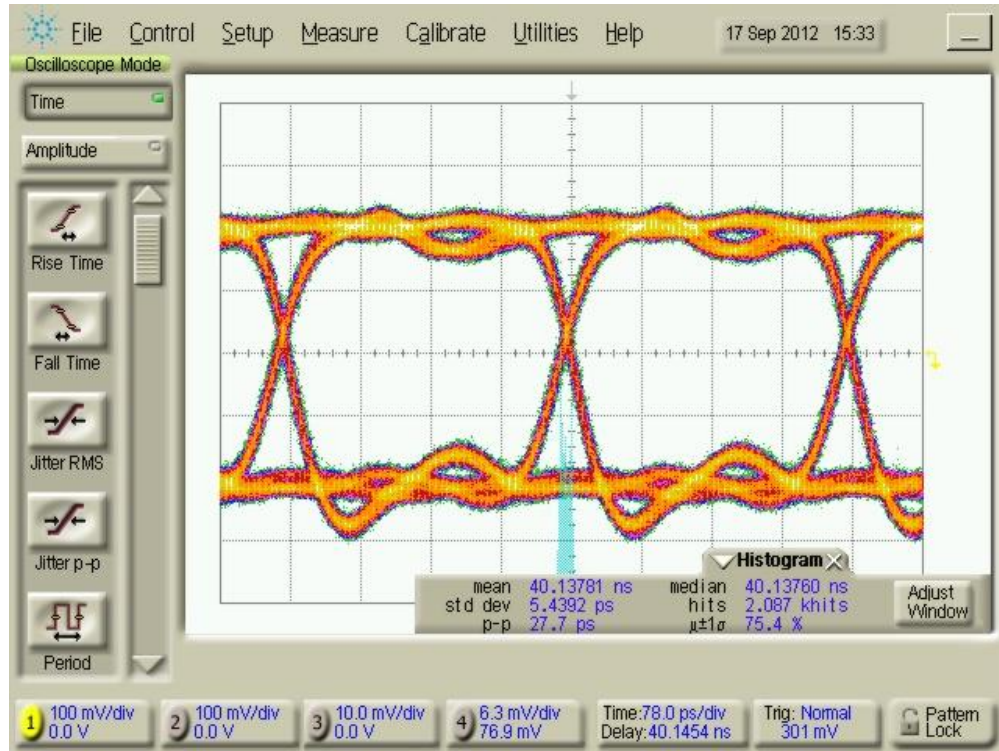 File Control Setup Measure Calibrate Utilities Help 17 Sep 2012 15:33
Oscilloscope Mode
Time
Amplitude
Rise Time
Fall Time
Jitter RMS
Jitter p-p
Period
Histogram
mean 40.13781 ns median 40.13760 ns
std dev 5.4392 ps hits 2.087 khits
p-p 27.7 ps μ±1σ 75.4 %
Adjust
Window
1 100 mV/div 0.0 V
2 100 mV/div 0.0 V
3 10.0 mV/div 0.0 V
4 6.3 mV/div 76.9 mV
Time:78.0 ps/div
Delay:40.1454 ns
Trig: Normal
301 mV
Pattern
Lock